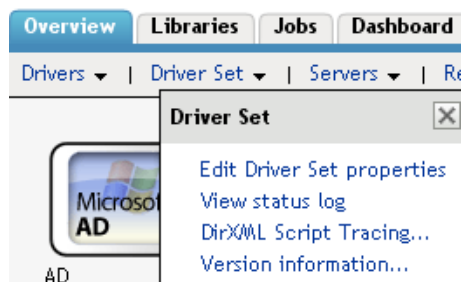 Overview Libraries Jobs Dashboard
Drivers | Driver Set | Servers |
Driver Set
Edit Driver Set properties
View status log
DirXML Script Tracing...
Version information...
AD
AD